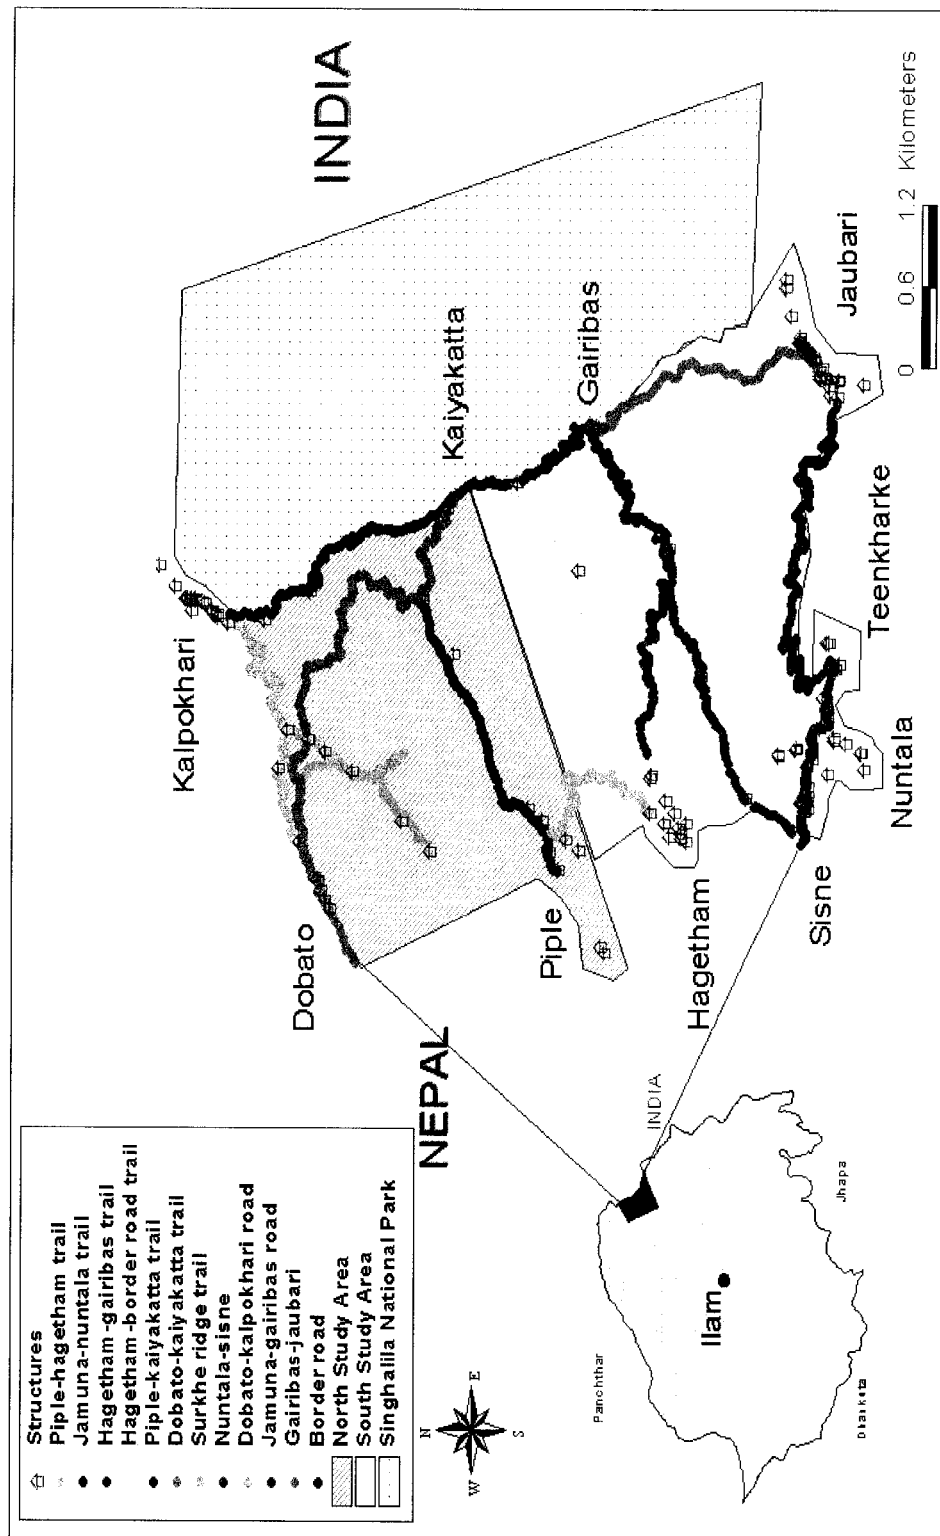 Structures
Piple-hagetham trail
Jamuna-nuntala trail
Hagetham-gairibas trail
Hagetham-border road trail
Piple-kaiyakatta trail
Dobato-kaiyakatta trail
Surkhe ridge trail
Nuntala-sisne
Dobato-kalpokhari road
Jamuna-gairibas road
Gairibas-jaubari
Border road
North Study Area
South Study Area
Singhalila National Park
N
W E
S
NEPAL
INDIA
Kalpokhari
Dobato
Kaiyakatta
Gairibas
Piple
Hagetham
Sisne
Nuntala
Teenkharke
Jaubari
0 0.6 1.2 Kilometers
Panchthar
INDIA
Ilam
Jhapa